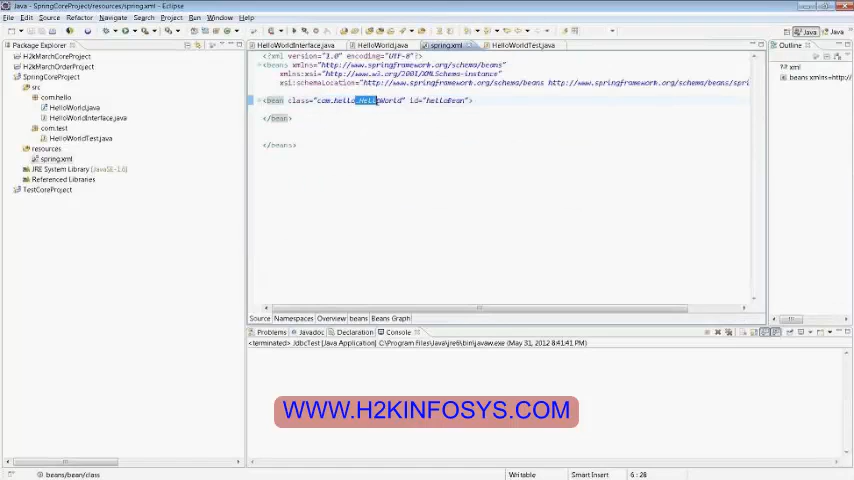 Java - SpringCoreProject/resources/spring.xml - Eclipse
File Edit Source Refactor Navigate Search Project Run Window Help
Java Java
Package Explorer
HelloWorldInterface.java HelloWorld.java spring.xml HelloWorldTest.java
Outline
H2kMarchCoreProject
H2kMarchOrderProject
SpringCoreProject
src
com.hello
HelloWorld.java
HelloWorldInterface.java
com.test
HelloWorldTest.java
resources
spring.xml
JRE System Library [JavaSE-1.6]
Referenced Libraries
TestCoreProject
<?xml version="1.0" encoding="UTF-8"?>
<beans xmlns="http://www.springframework.org/schema/beans"
xmlns:xsi="http://www.w3.org/2001/XMLSchema-instance"
xsi:schemaLocation="http://www.springframework.org/schema/beans http://www.springframework.org/schema/beans/spri
<bean class="com.hello.HelloWorld" id="helloBean">
</bean>
</beans>
xml
beans xmlns=http://
Source Namespaces Overview beans Beans Graph
Problems Javadoc Declaration Console
<terminated> JdbcTest [Java Application] C:\Program Files\Java\jre6\bin\javaw.exe (May 31, 2012 8:41:41 PM)
WWW.H2KINFOSYS.COM
beans/bean/class
Writable Smart Insert 6 : 28